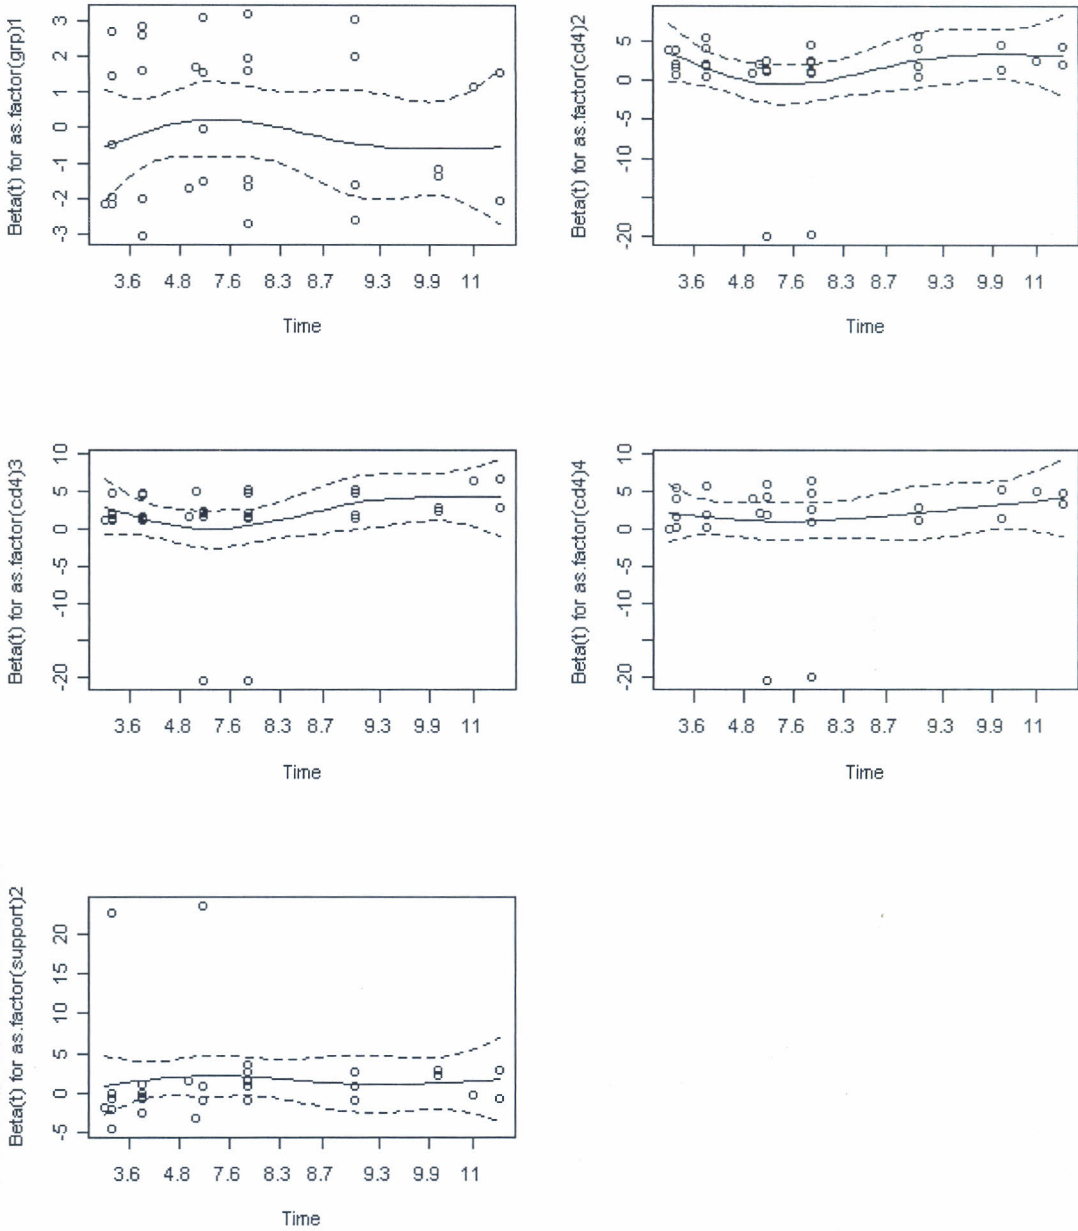 Beta(t) for as.factor(grp)1
3
2
1
0
-1
-2
-3
3.6 4.8 7.6 8.3 8.7 9.3 9.9 11
Time
Beta(t) for as.factor(cd4)2
5
0
-5
-10
-20
3.6 4.8 7.6 8.3 8.7 9.3 9.9 11
Time
Beta(t) for as.factor(cd4)3
10
5
0
-5
-10
-20
3.6 4.8 7.6 8.3 8.7 9.3 9.9 11
Time
Beta(t) for as.factor(cd4)4
10
5
0
-5
-10
-20
3.6 4.8 7.6 8.3 8.7 9.3 9.9 11
Time
Beta(t) for as.factor(support)2
20
15
10
5
0
-5
3.6 4.8 7.6 8.3 8.7 9.3 9.9 11
Time